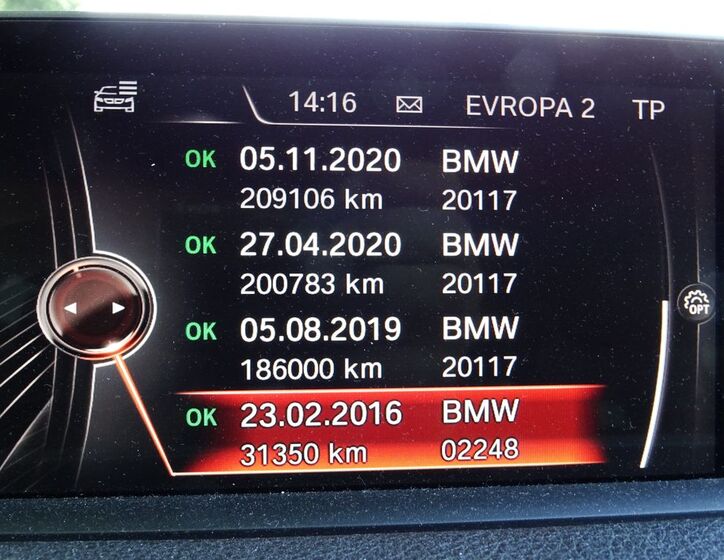 14:16 EVROPA 2 TP
OK 05.11.2020 BMW
209106 km 20117
OK 27.04.2020 BMW
200783 km 20117
OPT
OK 05.08.2019 BMW
186000 km 20117
OK 23.02.2016 BMW
31350 km 02248